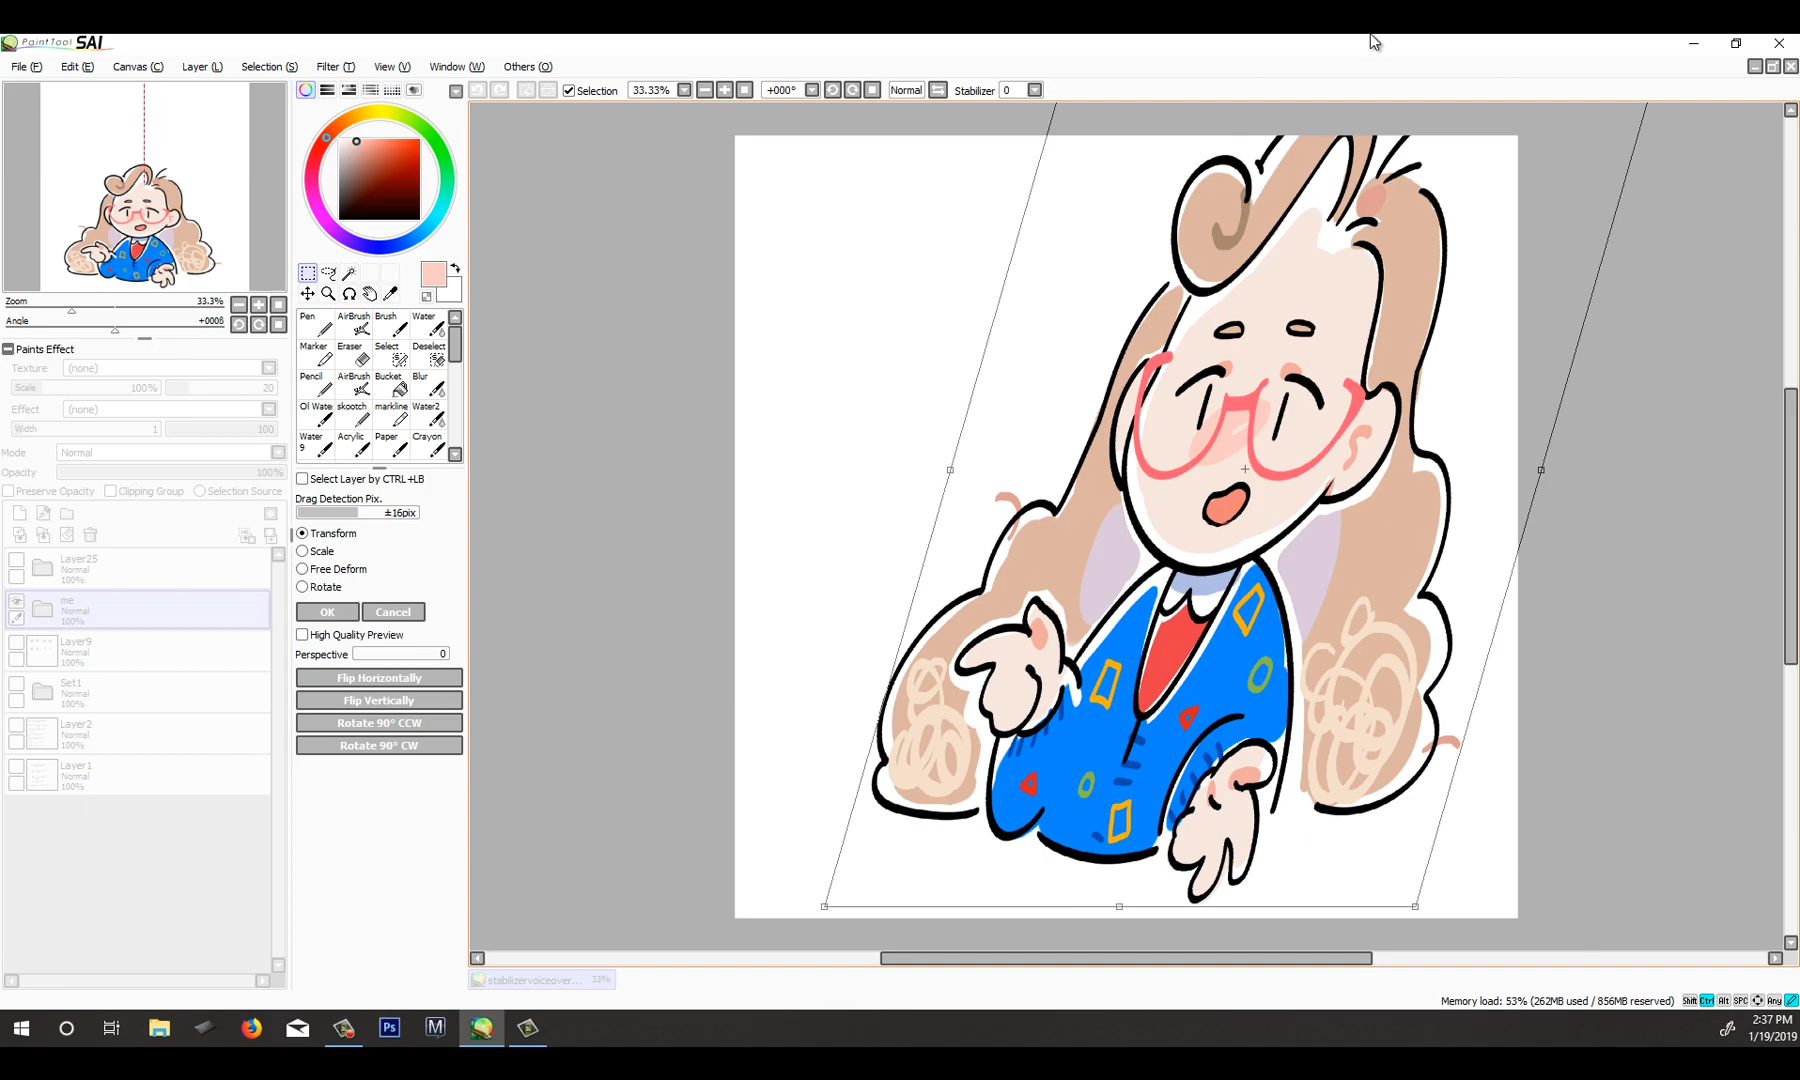 PaintTool SAI
File (F) Edit (E) Canvas (C) Layer (L) Selection (S) Filter (T) View (V) Window (W) Others (O)
Selection 33.33% +000° Normal Stabilizer 0
Zoom 33.3%
Angle +000ß
Paints Effect
Texture (none)
Scale 100% 20
Effect (none)
Width 1 100
Mode Normal
Opacity 100%
Preserve Opacity Clipping Group Selection Source
Layer25
Normal
100%
me
Normal
100%
Layer9
Normal
100%
Set1
Normal
100%
Layer2
Normal
100%
Layer1
Normal
100%
Pen AirBrush Brush Water
Marker Eraser Select Deselect
Pencil AirBrush Bucket Blur
Ol Wate skootch markline Water2
Water 9 Acrylic Paper Crayon
Select Layer by CTRL+LB
Drag Detection Pix.
±16pix
Transform
Scale
Free Deform
Rotate
OK Cancel
High Quality Preview
Perspective 0
Flip Horizontally
Flip Vertically
Rotate 90° CCW
Rotate 90° CW
stabilizervoiceover... 33%
Memory load: 53% (262MB used / 856MB reserved) Shift Ctrl Alt SPC Any
Ps M
2:37 PM
1/19/2019